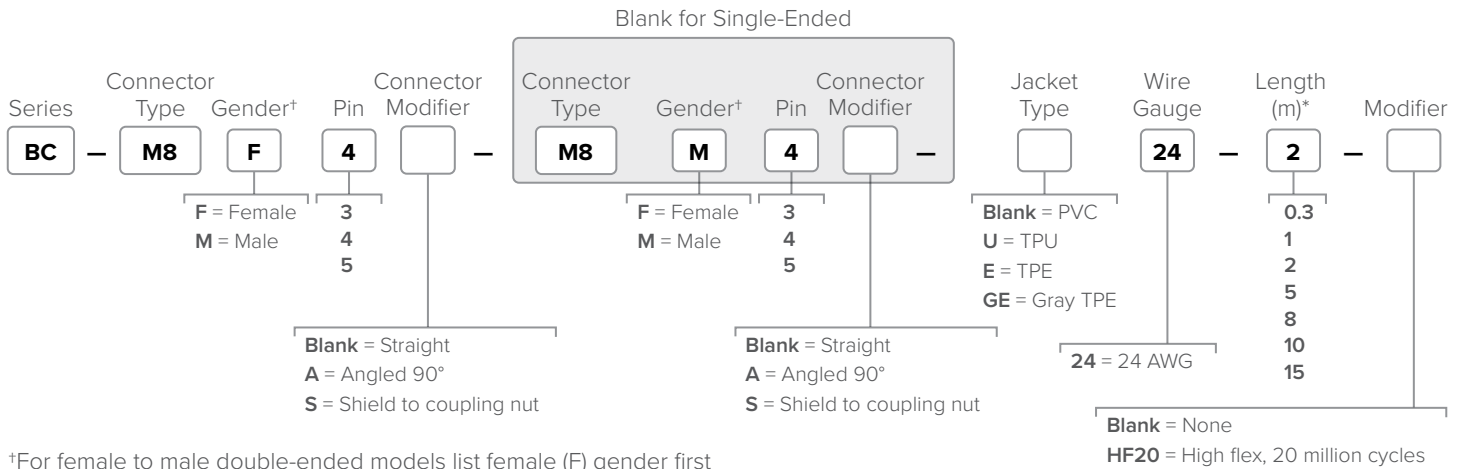 Blank for Single-Ended
Series
Connector Type
Gender†
Pin
Connector Modifier
Connector Type
Gender†
Pin
Connector Modifier
Jacket Type
Wire Gauge
Length (m)*
Modifier
BC – M8 F 4 – M8 M 4 – 24 – 2 –
F = Female
M = Male
3
4
5
F = Female
M = Male
3
4
5
Blank = PVC
U = TPU
E = TPE
GE = Gray TPE
0.3
1
2
5
8
10
15
Blank = Straight
A = Angled 90°
S = Shield to coupling nut
Blank = Straight
A = Angled 90°
S = Shield to coupling nut
24 = 24 AWG
Blank = None
HF20 = High flex, 20 million cycles
†For female to male double-ended models list female (F) gender first